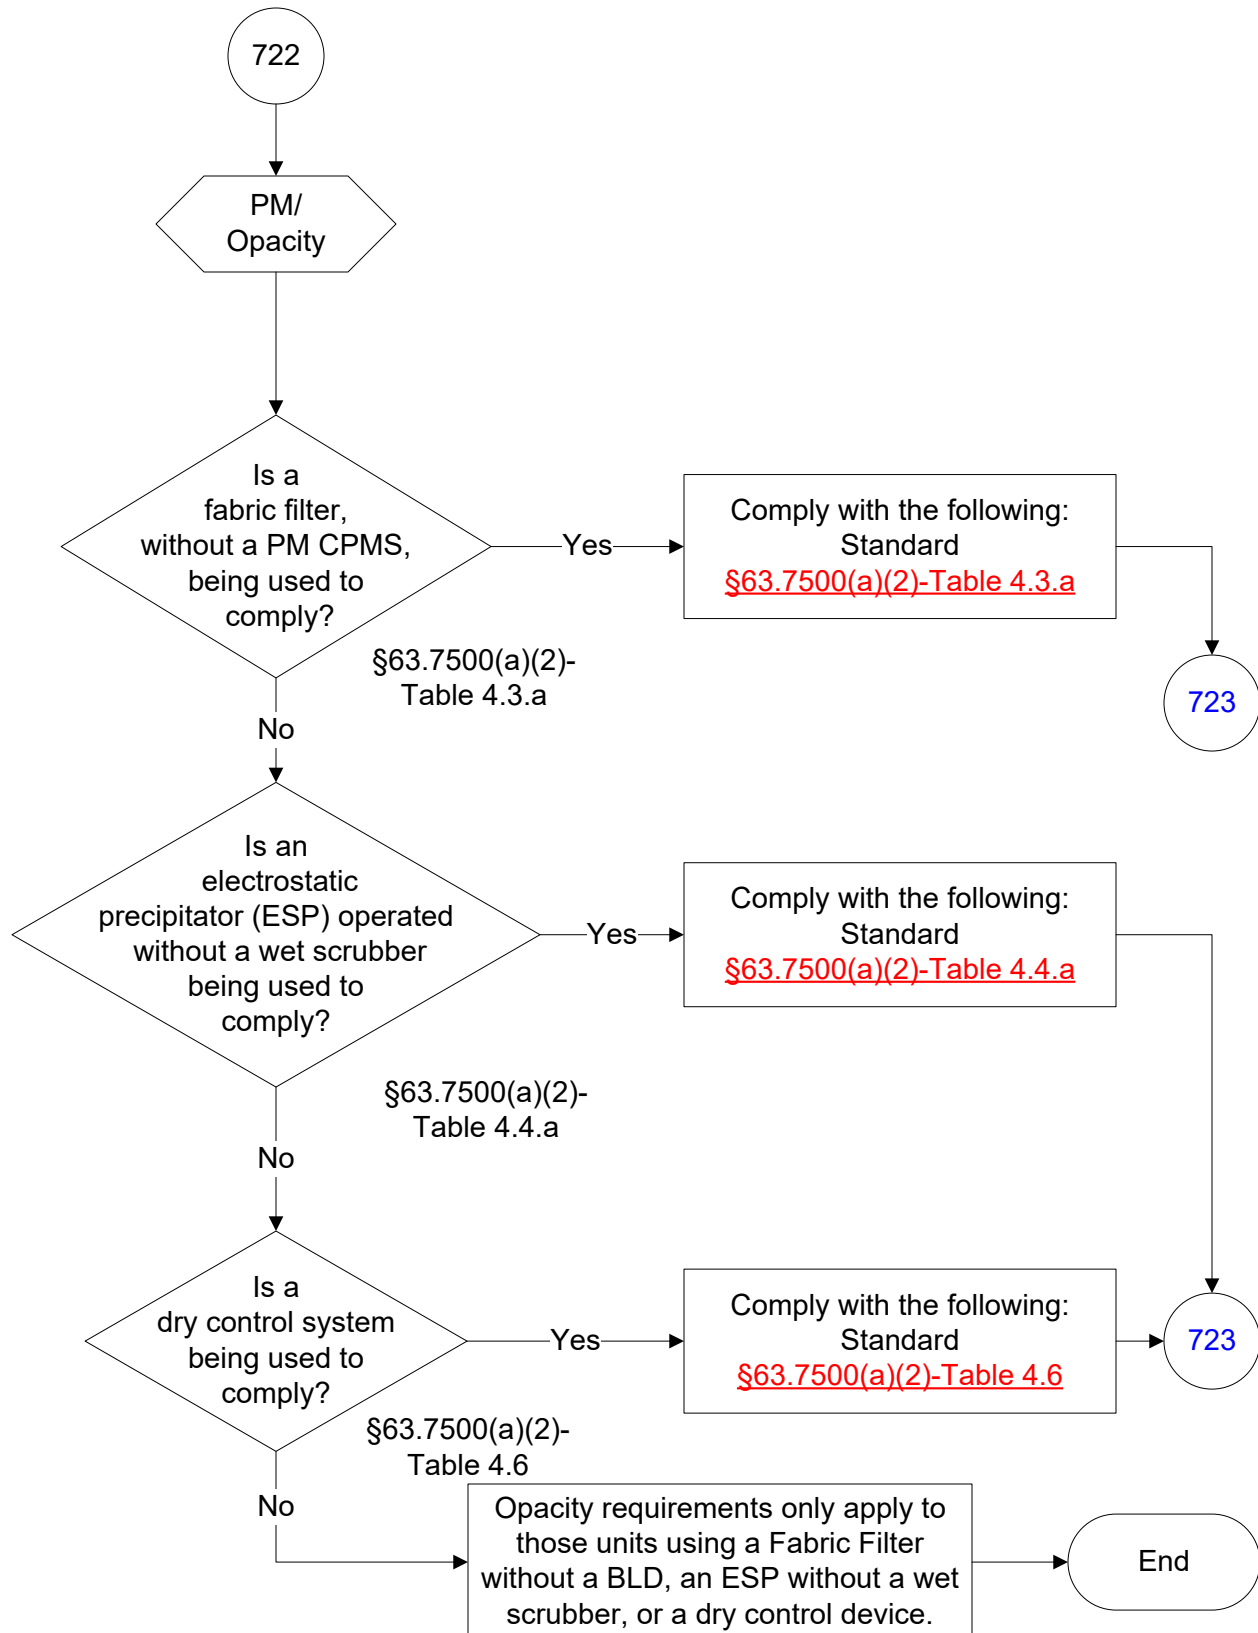 722
PM/
Opacity
Is a
fabric filter,
without a PM CPMS,
being used to
comply?
Yes
Comply with the following:
Standard
§63.7500(a)(2)-Table 4.3.a
§63.7500(a)(2)-
Table 4.3.a
723
No
Is an
electrostatic
precipitator (ESP) operated
without a wet scrubber
being used to
comply?
Yes
Comply with the following:
Standard
§63.7500(a)(2)-Table 4.4.a
§63.7500(a)(2)-
Table 4.4.a
No
Is a
dry control system
being used to
comply?
Yes
Comply with the following:
Standard
§63.7500(a)(2)-Table 4.6
723
§63.7500(a)(2)-
Table 4.6
No
Opacity requirements only apply to
those units using a Fabric Filter
without a BLD, an ESP without a wet
scrubber, or a dry control device.
End